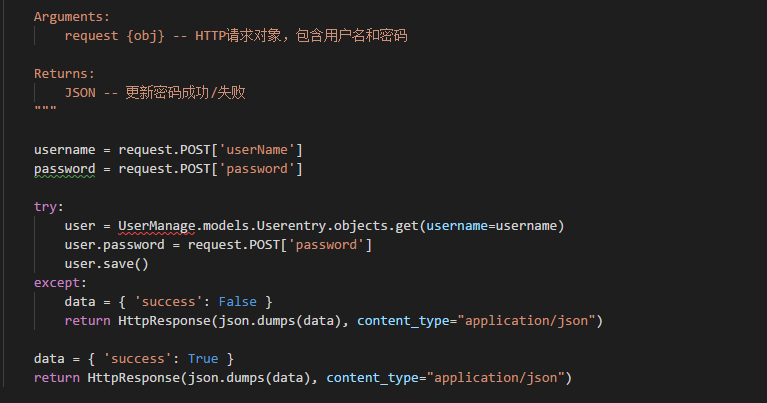 Arguments:
    request {obj} -- HTTP请求对象，包含用户名和密码
Returns:
    JSON -- 更新密码成功/失败
"""
username = request.POST['userName']
password = request.POST['password']
try:
    user = UserManage.models.Userentry.objects.get(username=username)
    user.password = request.POST['password']
    user.save()
except:
    data = { 'success': False }
    return HttpResponse(json.dumps(data), content_type="application/json")
data = { 'success': True }
return HttpResponse(json.dumps(data), content_type="application/json")